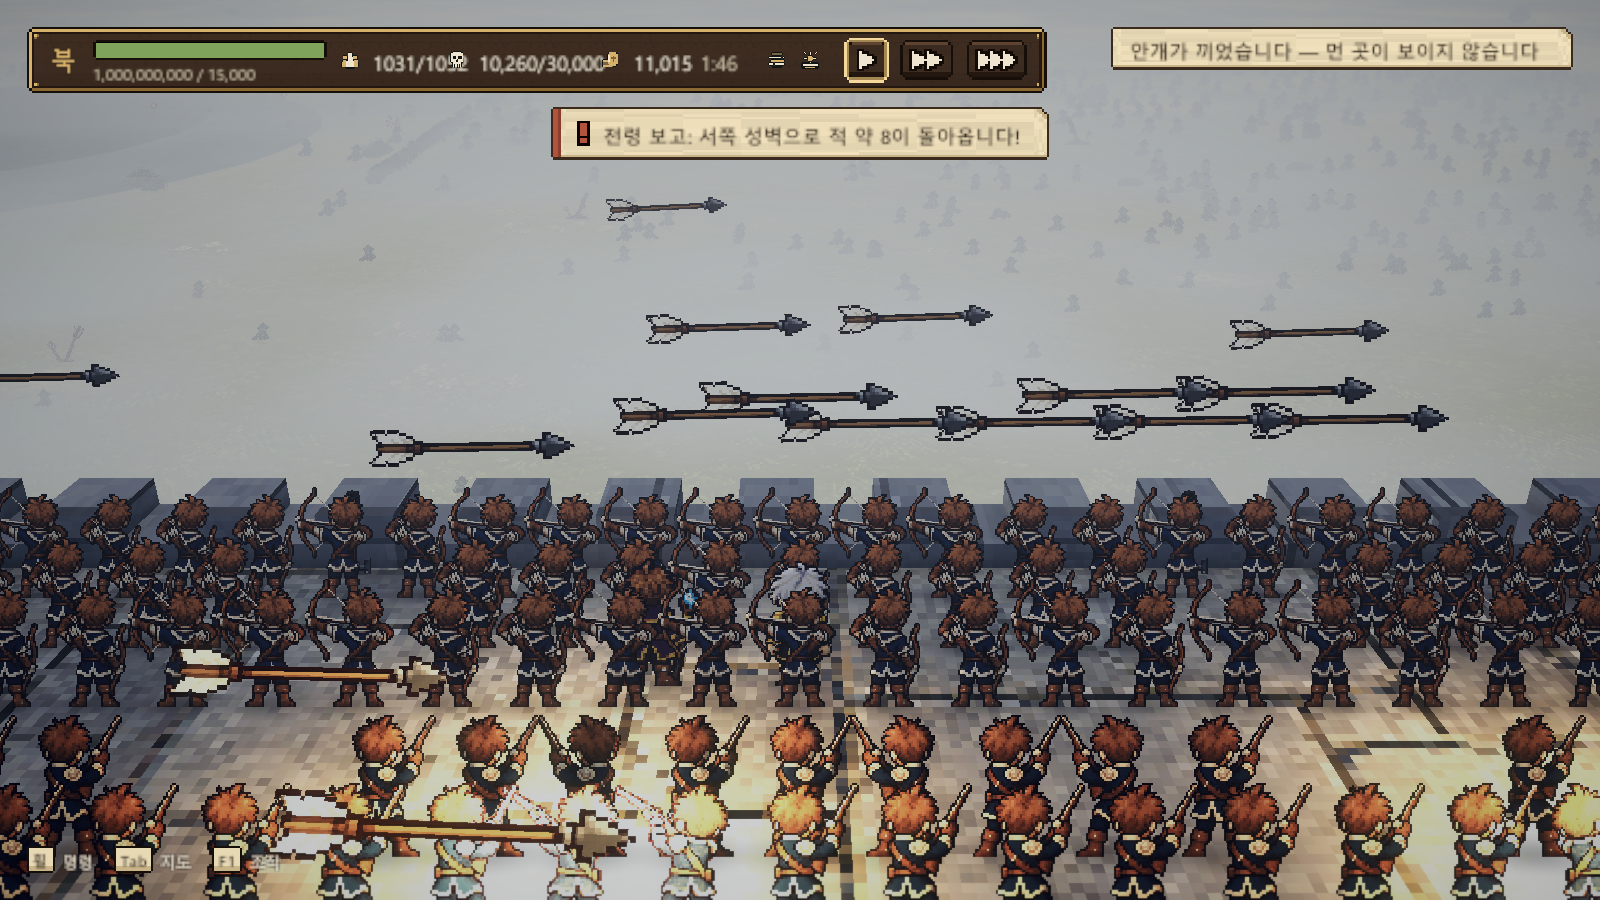 북
1,000,000,000 / 15,000
1031/1052
10,260/30,000
11,015 1:46
안개가 끼었습니다 — 먼 곳이 보이지 않습니다
전령 보고: 서쪽 성벽으로 적 약 8이 돌아옵니다!
휠 명령 Tab 지도 F1